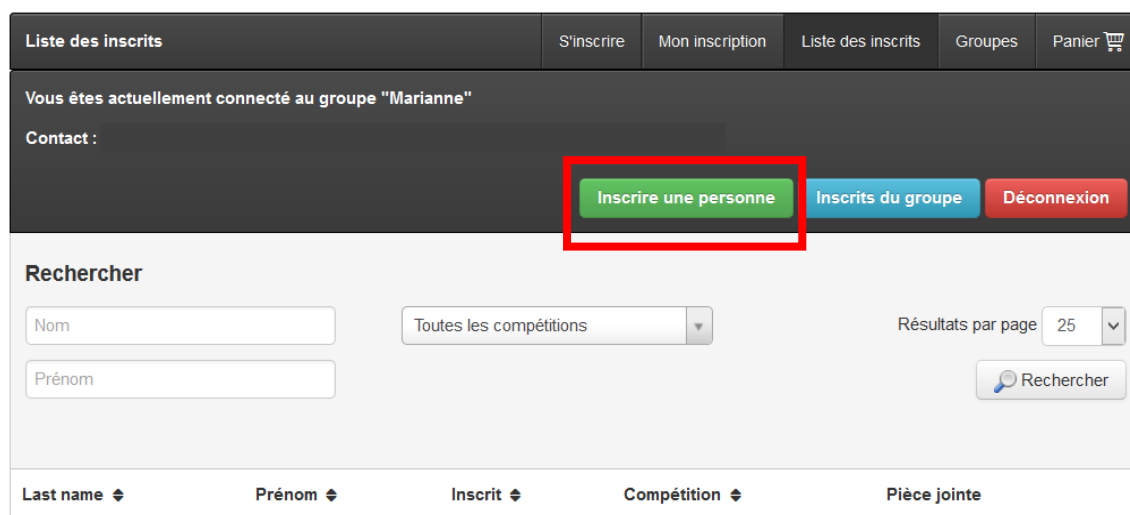 Liste des inscrits S'inscrire Mon inscription Liste des inscrits Groupes Panier
Vous êtes actuellement connecté au groupe "Marianne"
Contact :
Inscrire une personne Inscrits du groupe Déconnexion
Rechercher
Nom Toutes les compétitions Résultats par page 25
Prénom Rechercher
Last name Prénom Inscrit Compétition Pièce jointe